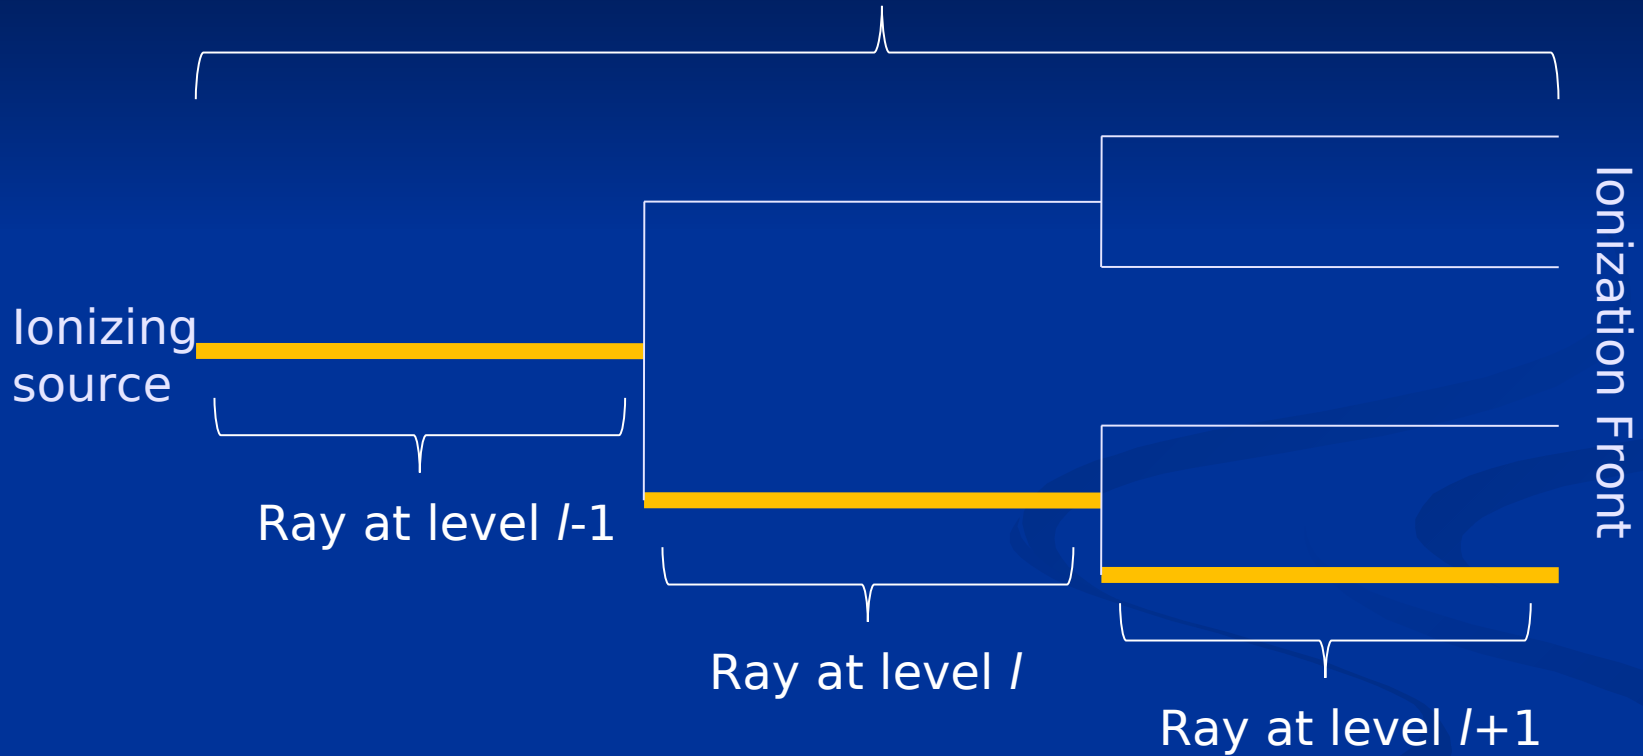 Ionizing
source
Ray at level l-1
Ray at level l
Ray at level l+1
Ionization Front